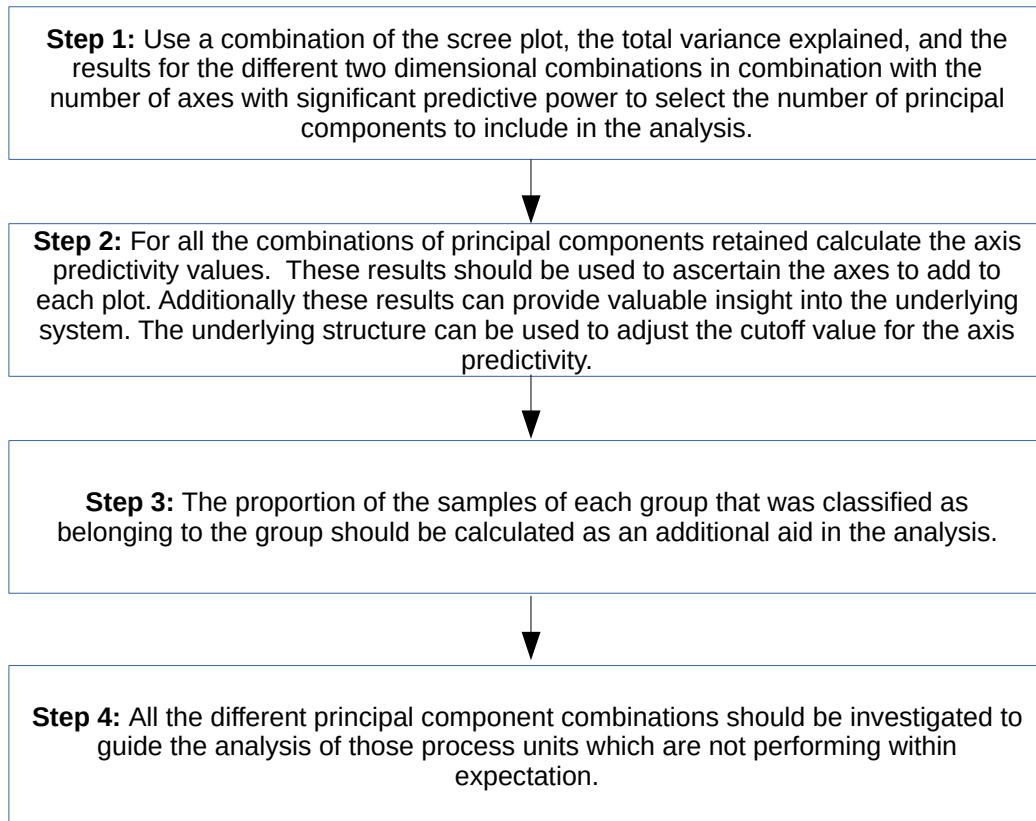 Step 1: Use a combination of the scree plot, the total variance explained, and the
results for the different two dimensional combinations in combination with the
number of axes with significant predictive power to select the number of principal
components to include in the analysis.
Step 2: For all the combinations of principal components retained calculate the axis
predictivity values.  These results should be used to ascertain the axes to add to
each plot. Additionally these results can provide valuable insight into the underlying
system. The underlying structure can be used to adjust the cutoff value for the axis
predictivity.
Step 3: The proportion of the samples of each group that was classified as
belonging to the group should be calculated as an additional aid in the analysis.
Step 4: All the different principal component combinations should be investigated to
guide the analysis of those process units which are not performing within
expectation.